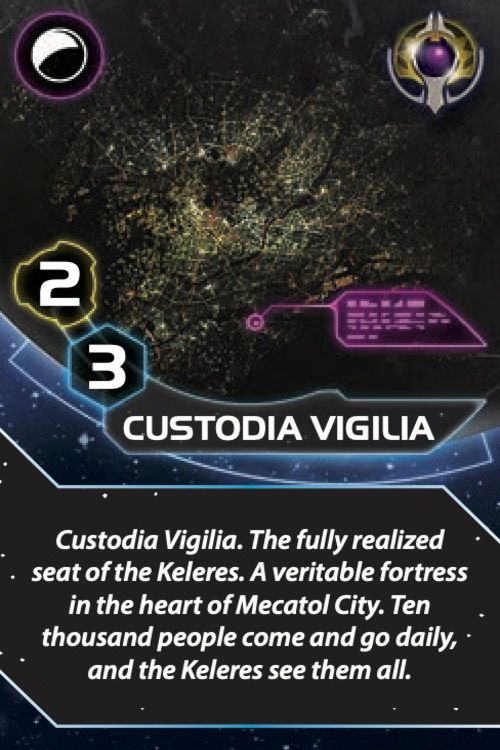 2
3
CUSTODIA VIGILIA
Custodia Vigilia. The fully realized
seat of the Keleres. A veritable fortress
in the heart of Mecatol City. Ten
thousand people come and go daily,
and the Keleres see them all.